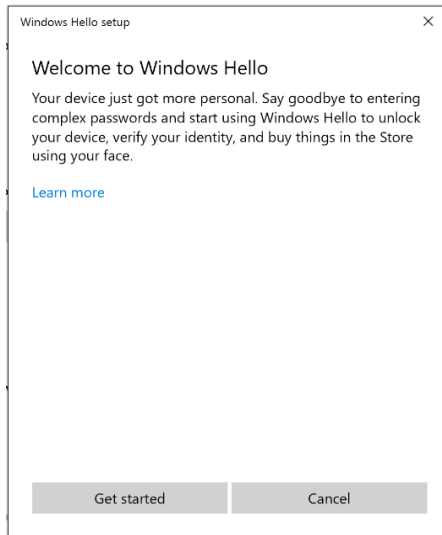 Windows Hello setup
Welcome to Windows Hello
Your device just got more personal. Say goodbye to entering
complex passwords and start using Windows Hello to unlock
your device, verify your identity, and buy things in the Store
using your face.
Learn more
Get started
Cancel